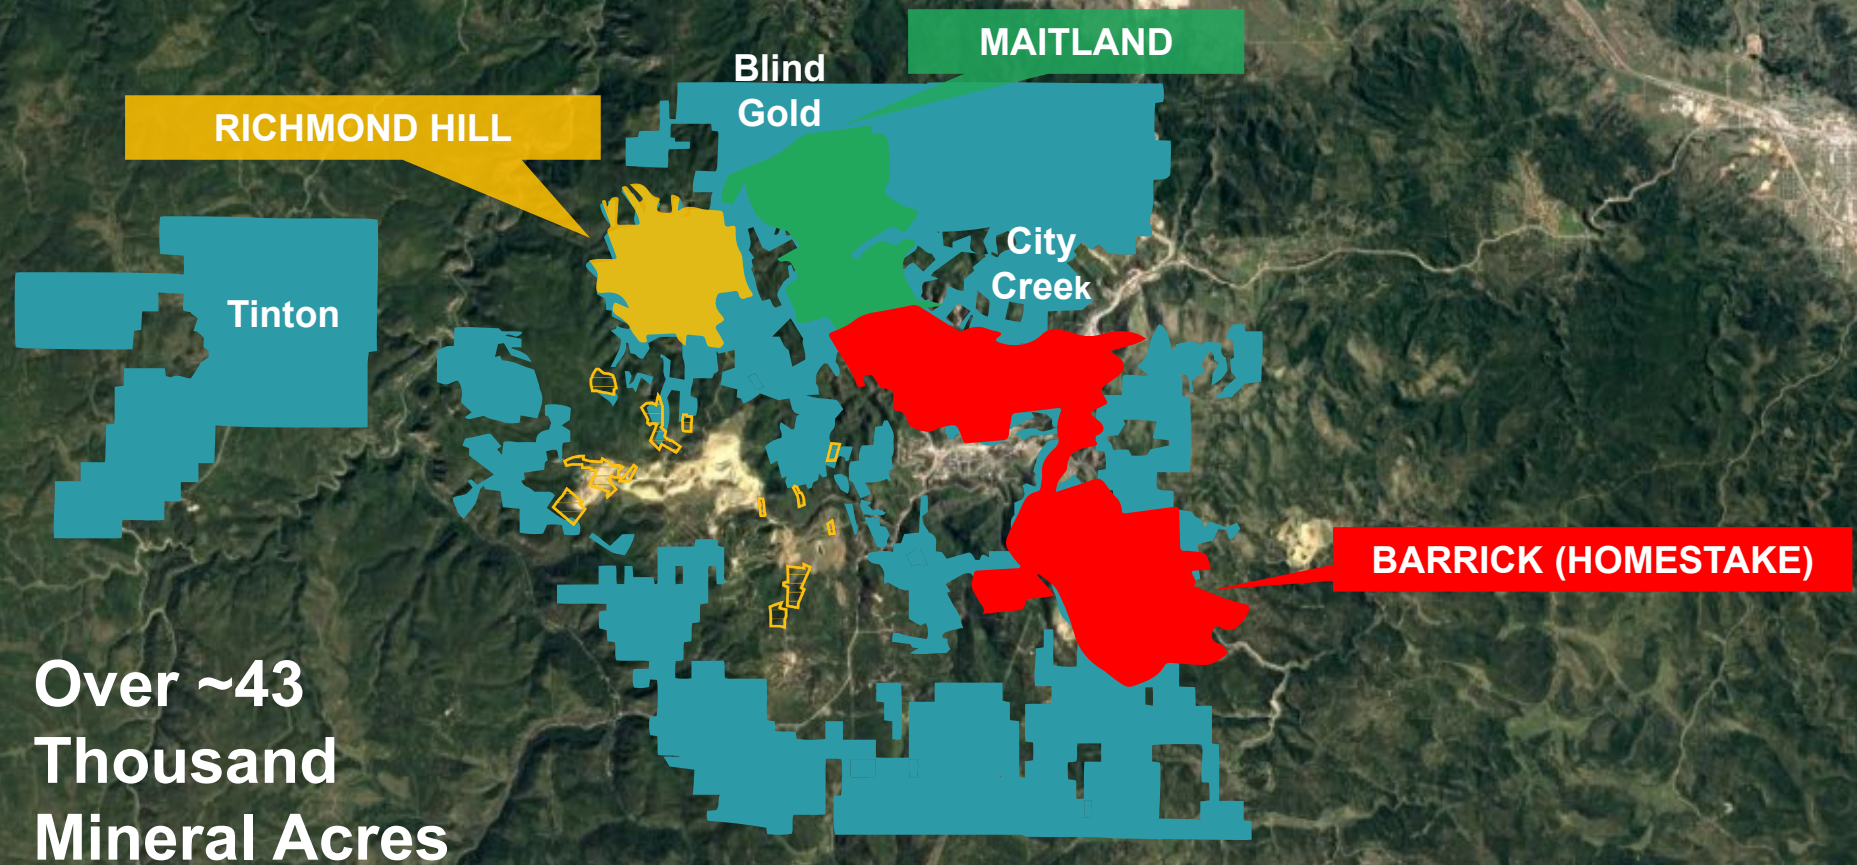 MAITLAND
Blind
Gold
RICHMOND HILL
City
Creek
Tinton
BARRICK (HOMESTAKE)
Over ~43
Thousand
Mineral Acres